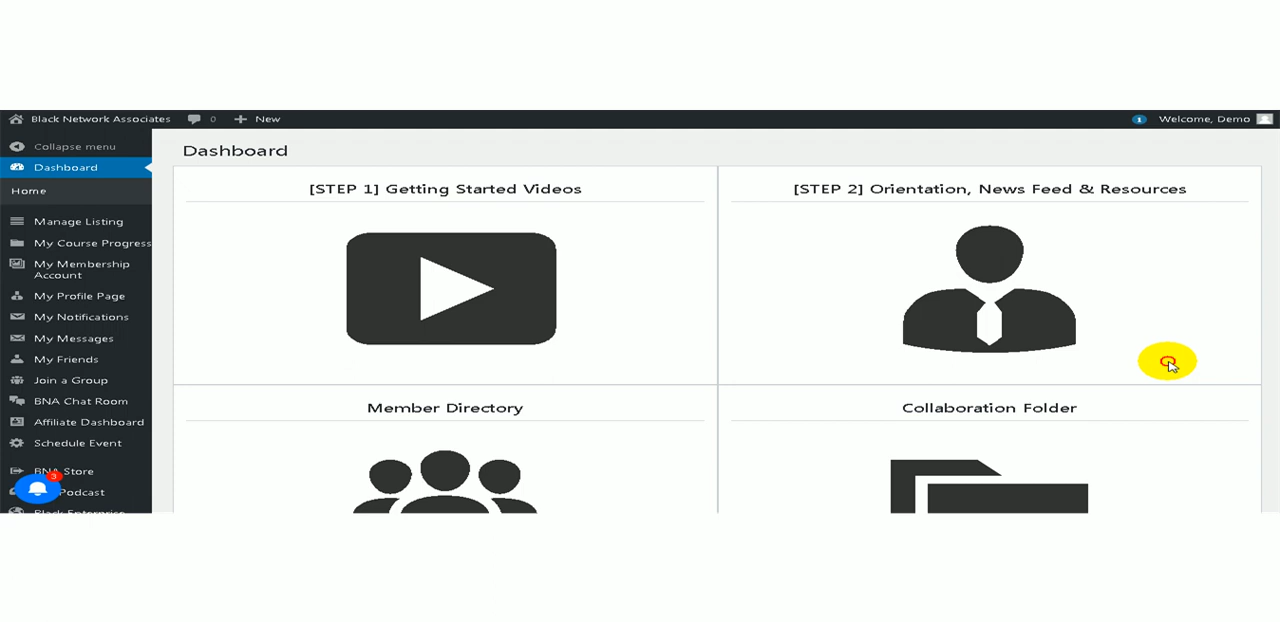 Black Network Associates 0 New 1 Welcome, Demo
Collapse menu
Dashboard
Home
Manage Listing
My Course Progress
My Membership
Account
My Profile Page
My Notifications
My Messages
My Friends
Join a Group
BNA Chat Room
Affiliate Dashboard
Schedule Event
BNA Store
3
Podcast
Black Enterprise
Dashboard
[STEP 1] Getting Started Videos
[STEP 2] Orientation, News Feed & Resources
Member Directory
Collaboration Folder